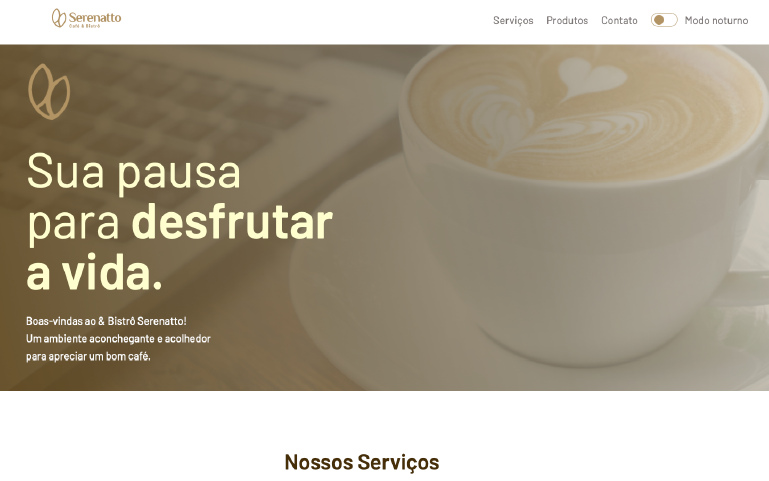 Serenatto
Café & Bistrô
Serviços Produtos Contato Modo noturno
Sua pausa
para desfrutar
a vida.
Boas-vindas ao & Bistrô Serenatto!
Um ambiente aconchegante e acolhedor
para apreciar um bom café.
Nossos Serviços